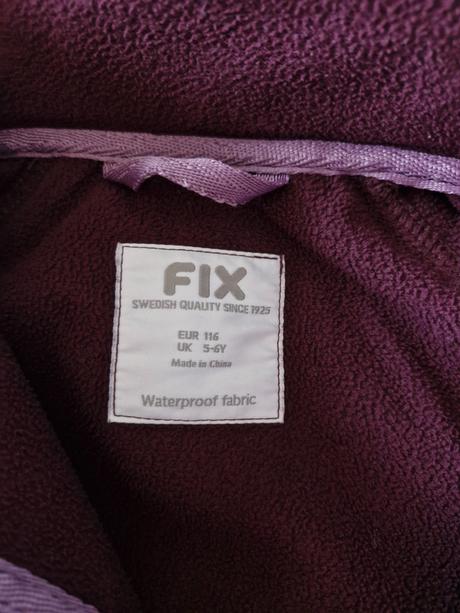 FIX
SWEDISH QUALITY SINCE 1925
EUR 116
UK 5-6Y
Made in China
Waterproof fabric